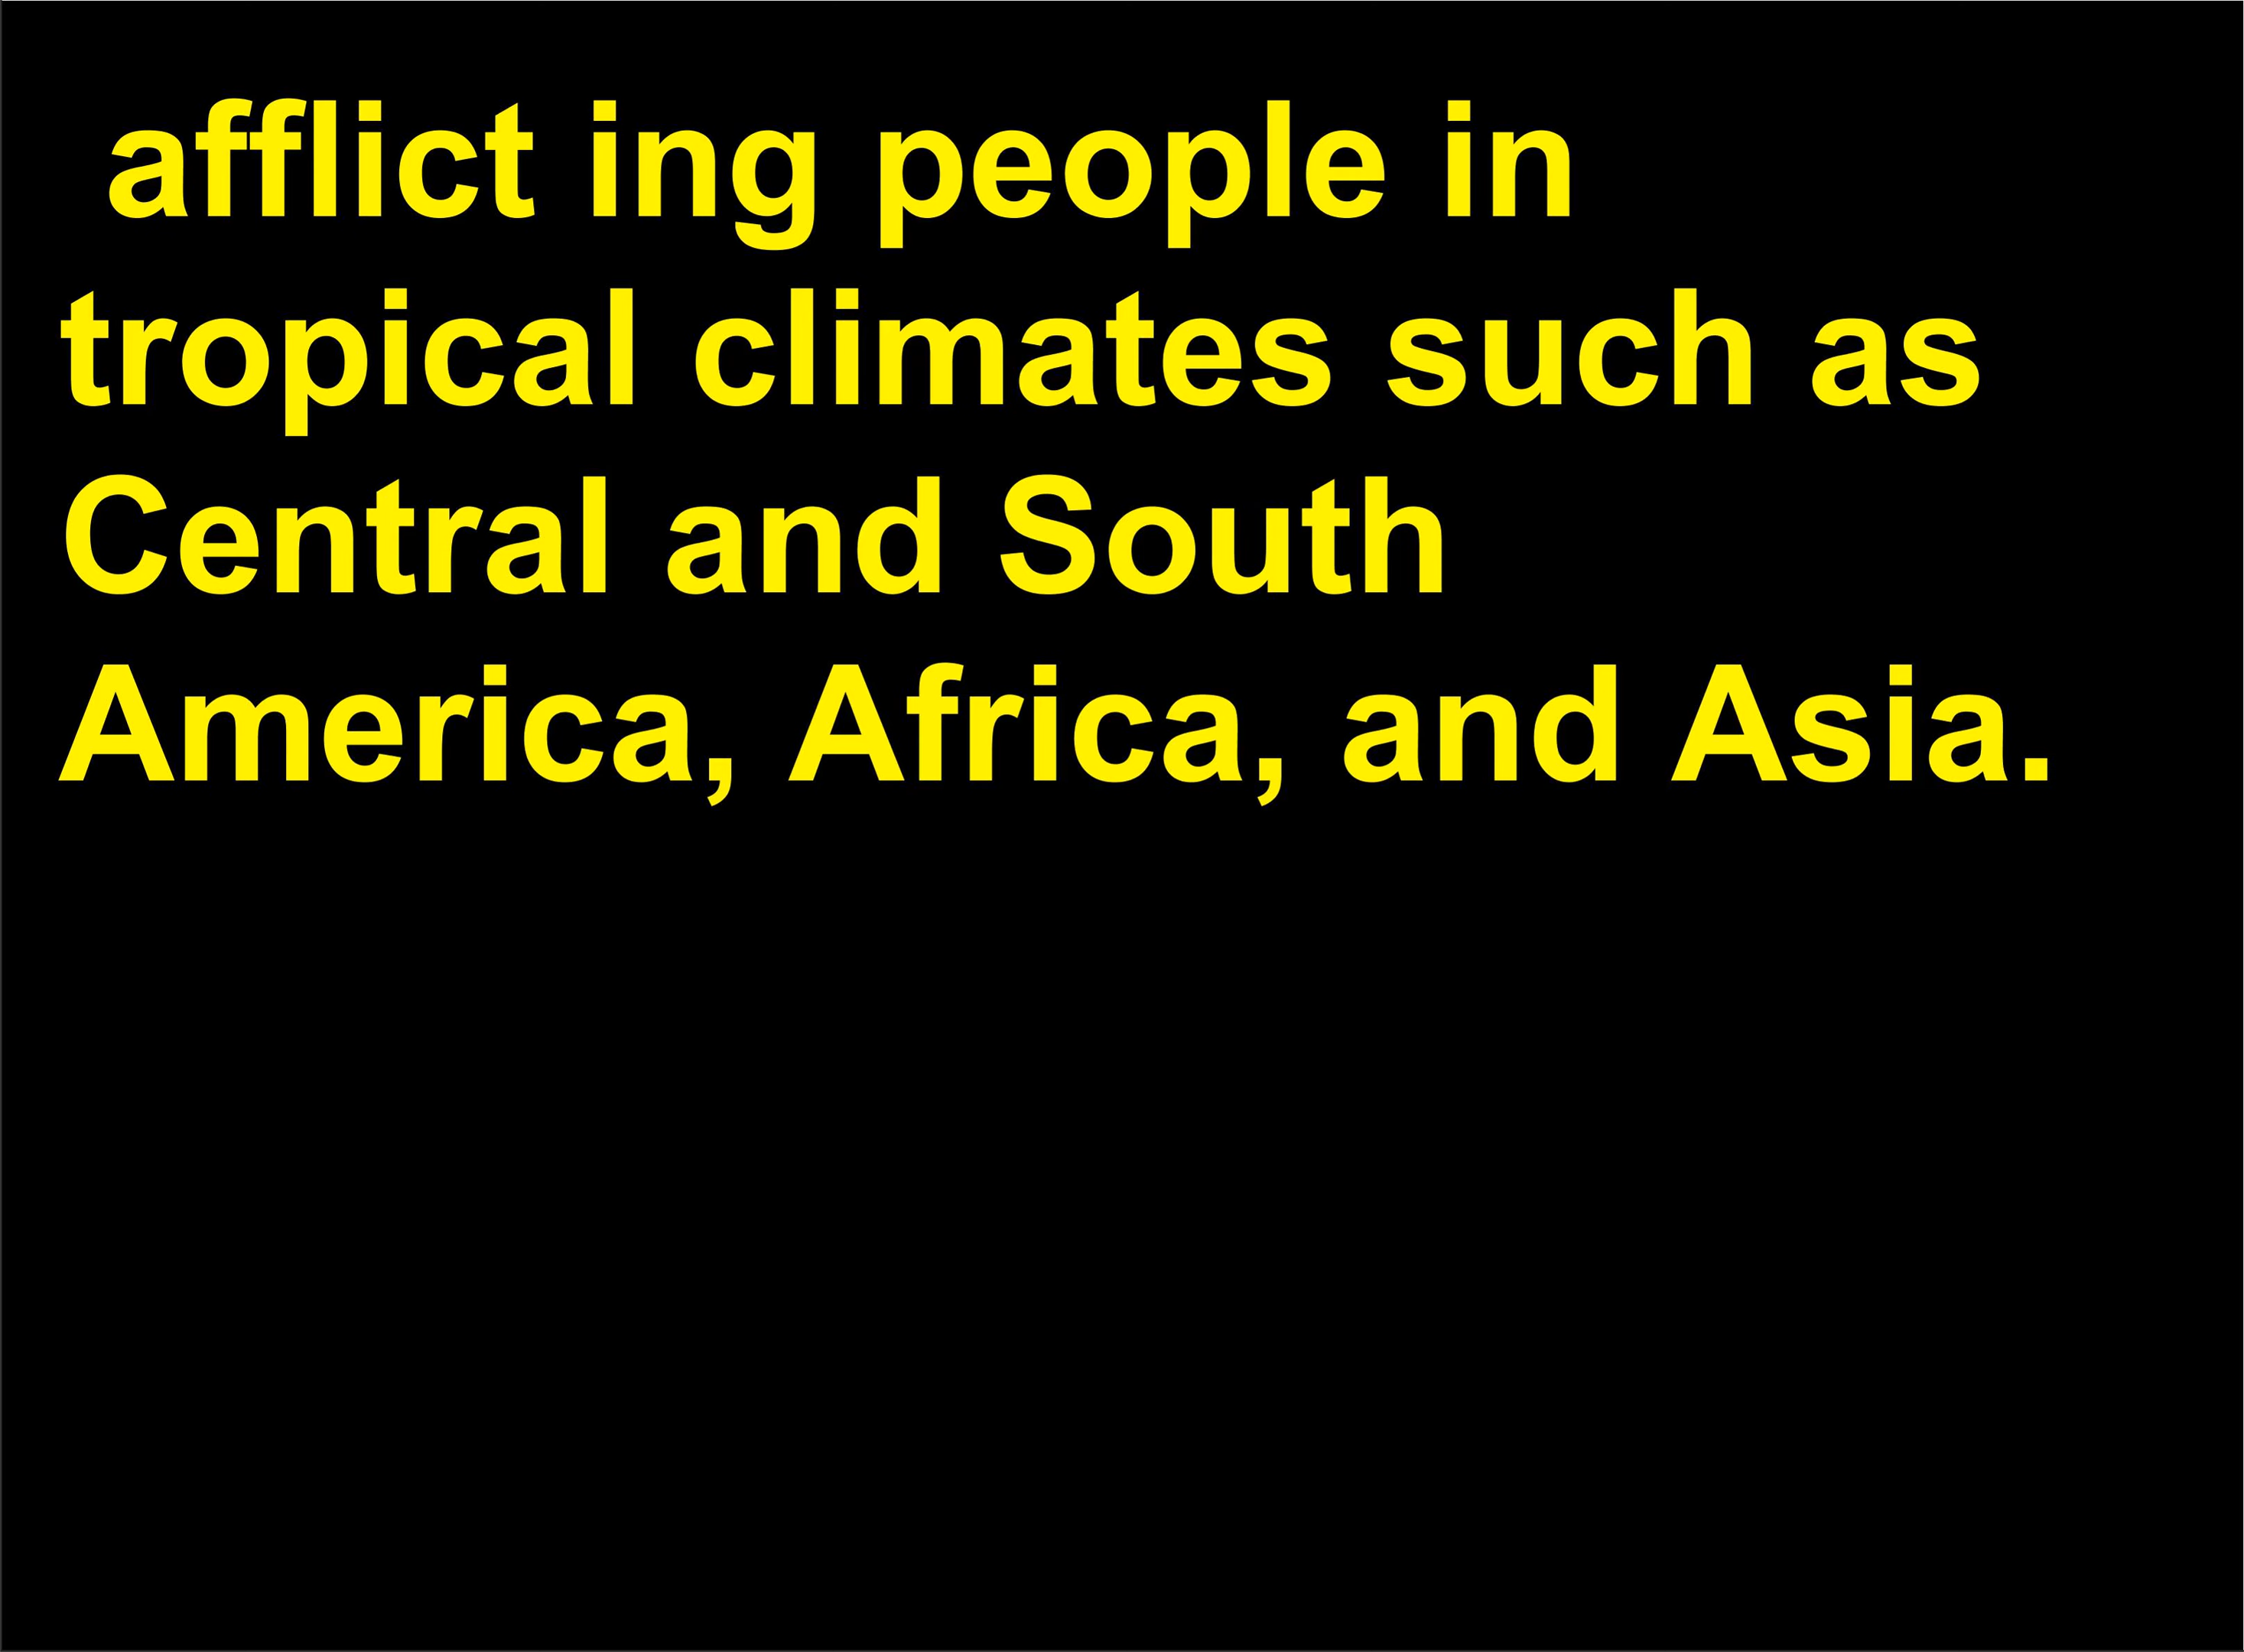 afflict ing people in
tropical climates such as
Central and South
America, Africa, and Asia.